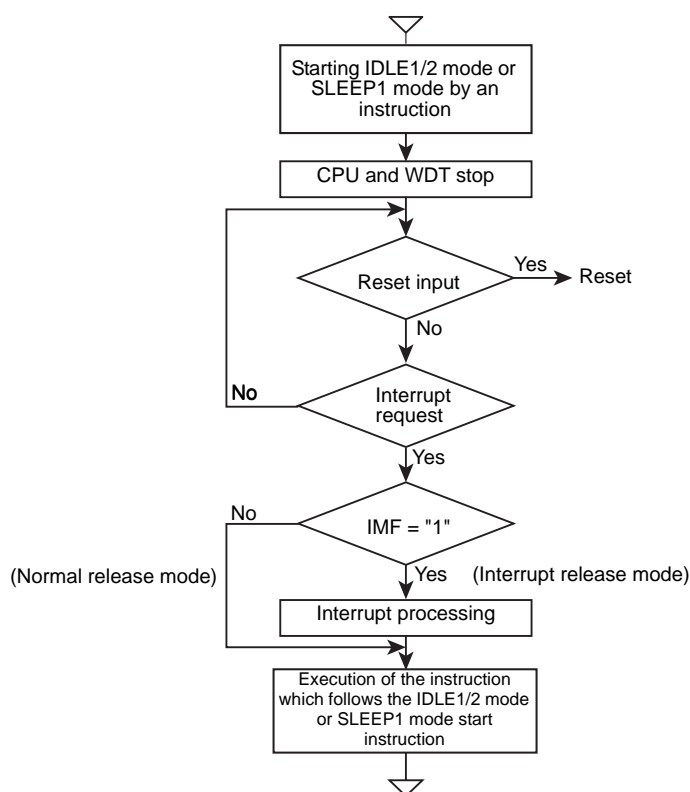 Starting IDLE1/2 mode or
SLEEP1 mode by an
instruction
CPU and WDT stop
Reset input
Yes
Reset
No
Interrupt
request
No
Yes
IMF = "1"
No
(Normal release mode)
Yes
(Interrupt release mode)
Interrupt processing
Execution of the instruction
which follows the IDLE1/2 mode
or SLEEP1 mode start
instruction